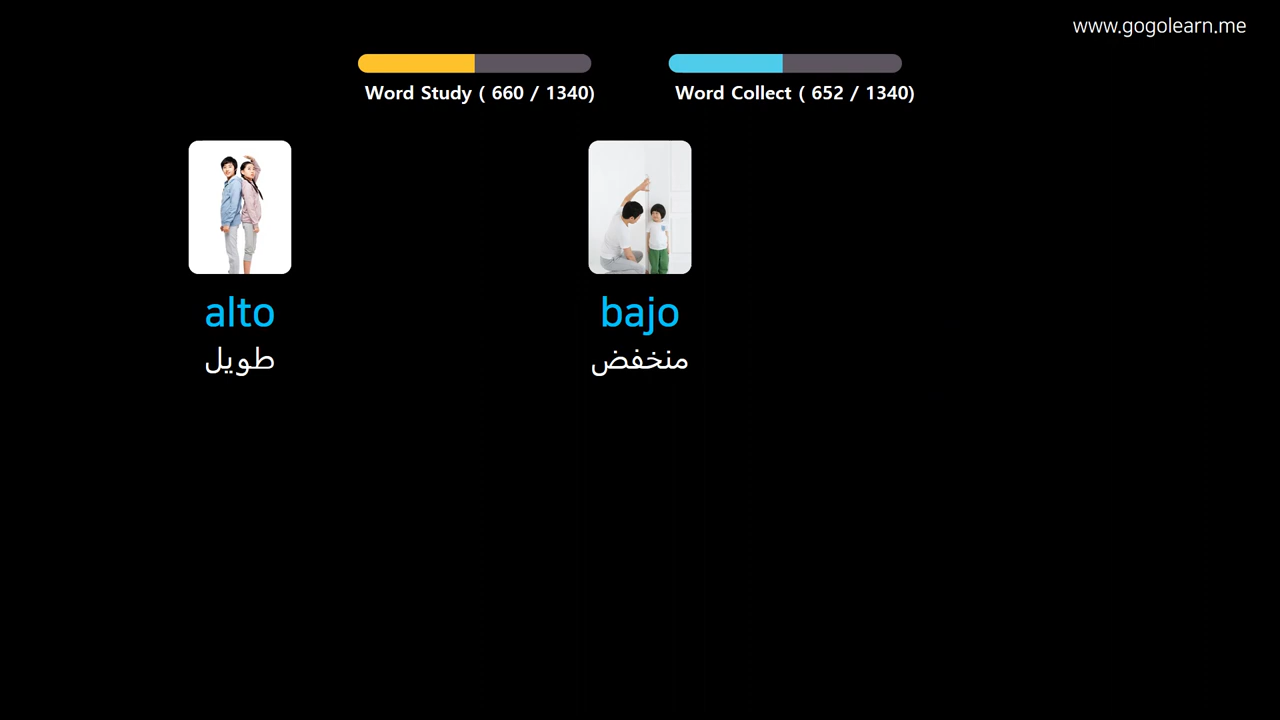 www.gogolearn.me
Word Study ( 660 / 1340)
Word Collect ( 652 / 1340)
alto
طويل
bajo
منخفض